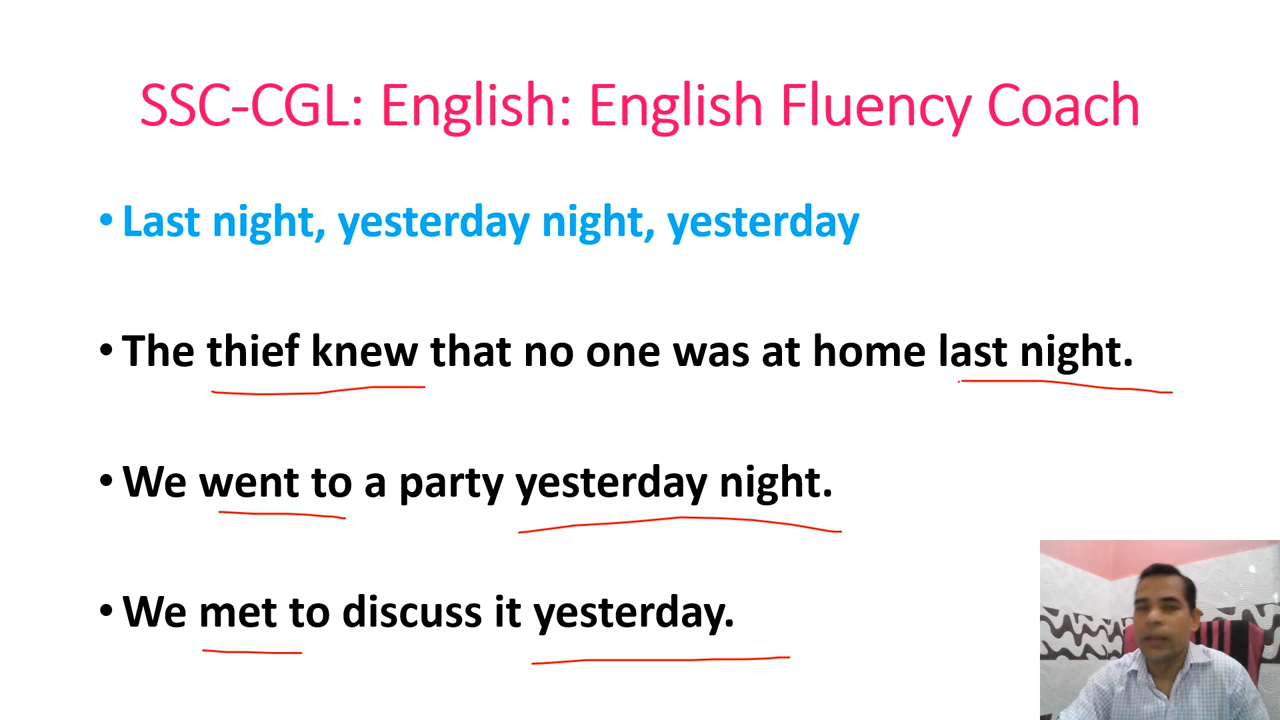 SSC-CGL: English: English Fluency Coach
• Last night, yesterday night, yesterday
• The thief knew that no one was at home last night.
• We went to a party yesterday night.
• We met to discuss it yesterday.